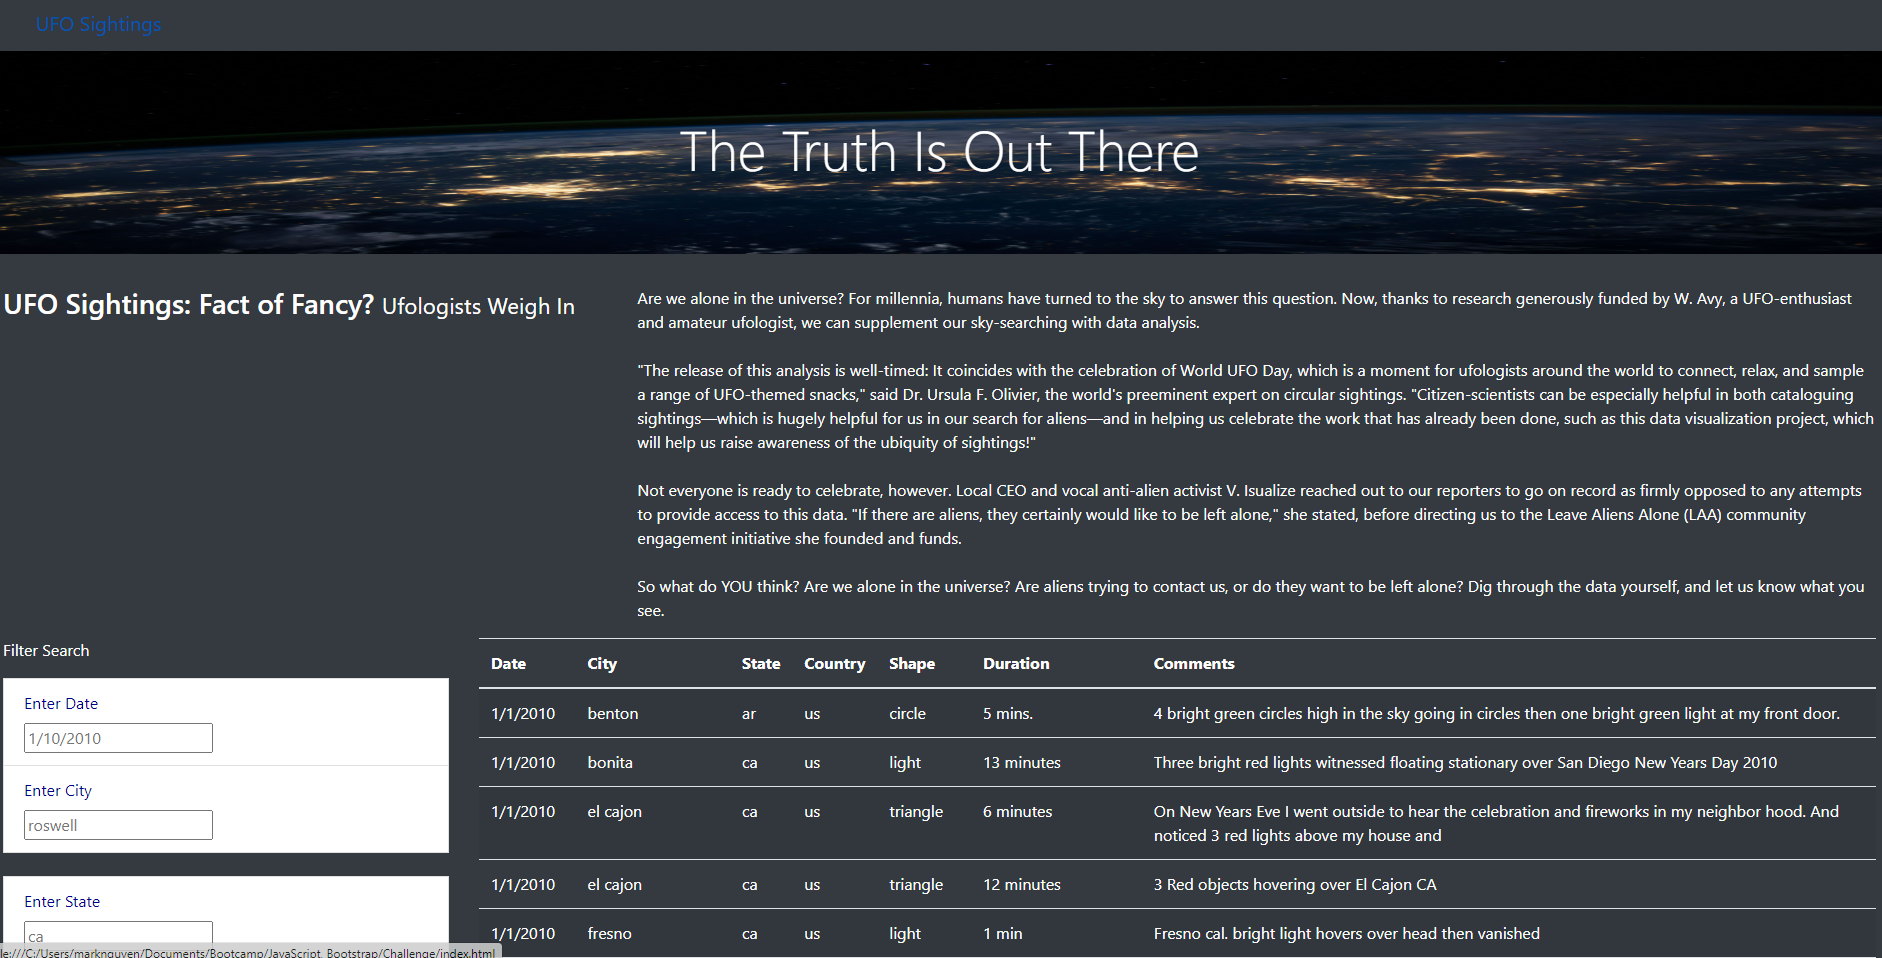 UFO Sightings
The Truth Is Out There
UFO Sightings: Fact of Fancy? Ufologists Weigh In
Are we alone in the universe? For millennia, humans have turned to the sky to answer this question. Now, thanks to research generously funded by W. Avy, a UFO-enthusiast
and amateur ufologist, we can supplement our sky-searching with data analysis.
"The release of this analysis is well-timed: It coincides with the celebration of World UFO Day, which is a moment for ufologists around the world to connect, relax, and sample
a range of UFO-themed snacks," said Dr. Ursula F. Olivier, the world's preeminent expert on circular sightings. "Citizen-scientists can be especially helpful in both cataloguing
sightings—which is hugely helpful for us in our search for aliens—and in helping us celebrate the work that has already been done, such as this data visualization project, which
will help us raise awareness of the ubiquity of sightings!"
Not everyone is ready to celebrate, however. Local CEO and vocal anti-alien activist V. Isualize reached out to our reporters to go on record as firmly opposed to any attempts
to provide access to this data. "If there are aliens, they certainly would like to be left alone," she stated, before directing us to the Leave Aliens Alone (LAA) community
engagement initiative she founded and funds.
So what do YOU think? Are we alone in the universe? Are aliens trying to contact us, or do they want to be left alone? Dig through the data yourself, and let us know what you
see.
Filter Search
Enter Date
1/10/2010
Enter City
roswell
Enter State
ca
Date City State Country Shape Duration Comments
1/1/2010 benton ar us circle 5 mins. 4 bright green circles high in the sky going in circles then one bright green light at my front door.
1/1/2010 bonita ca us light 13 minutes Three bright red lights witnessed floating stationary over San Diego New Years Day 2010
1/1/2010 el cajon ca us triangle 6 minutes On New Years Eve I went outside to hear the celebration and fireworks in my neighbor hood. And
noticed 3 red lights above my house and
1/1/2010 el cajon ca us triangle 12 minutes 3 Red objects hovering over El Cajon CA
1/1/2010 fresno ca us light 1 min Fresno cal. bright light hovers over head then vanished
le:///C:/Users/marknguyen/Documents/Bootcamp/JavaScript_Bootstrap/Challenge/index.html